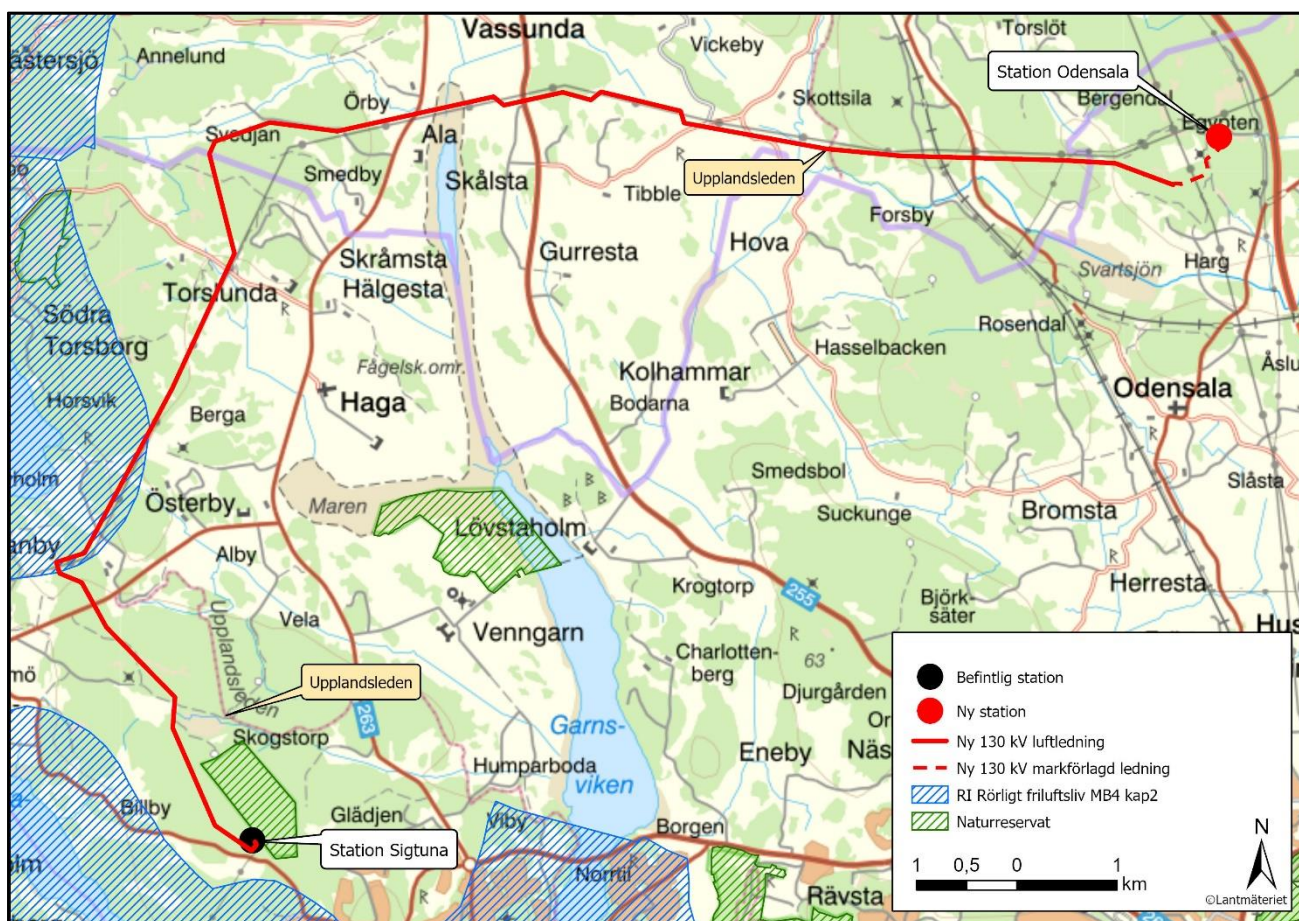 Vassunda
Annelund
Vickeby
Torslöt
Station Odensala
Örby
Skottsila
Bergendal
Egypten
Svedjan
Ala
Smedby
Skålsta
Tibble
Upplandsleden
Forsby
Hova
Gurresta
Skråmsta
Hälgesta
Svartsjön
Harg
Torslunda
Södra
Torsborg
Rosendal
Hasselbacken
Fågelsk.omr.
Kolhammar
Bodarna
Odensala
Horsvik
Berga
Haga
Smedsbol
Slåsta
Österby
Maren
Lövstaholm
Suckunge
Bromsta
Alby
Krogtorp
255
Herresta
Björk-
säter
Upplandsleden
Vela
Venngarn
Charlotten-
berg
63
Djurgården
Upplandsleden
263
Garns-
viken
Eneby
Skogstorp
Humparboda
Billby
Glädjen
Viby
Borgen
Station Sigtuna
Norrtil
Rävsta
Befintlig station
Ny station
Ny 130 kV luftledning
Ny 130 kV markförlagd ledning
RI Rörligt friluftsliv MB4 kap2
Naturreservat
N
1 0,5 0 1
km
©Lantmäteriet